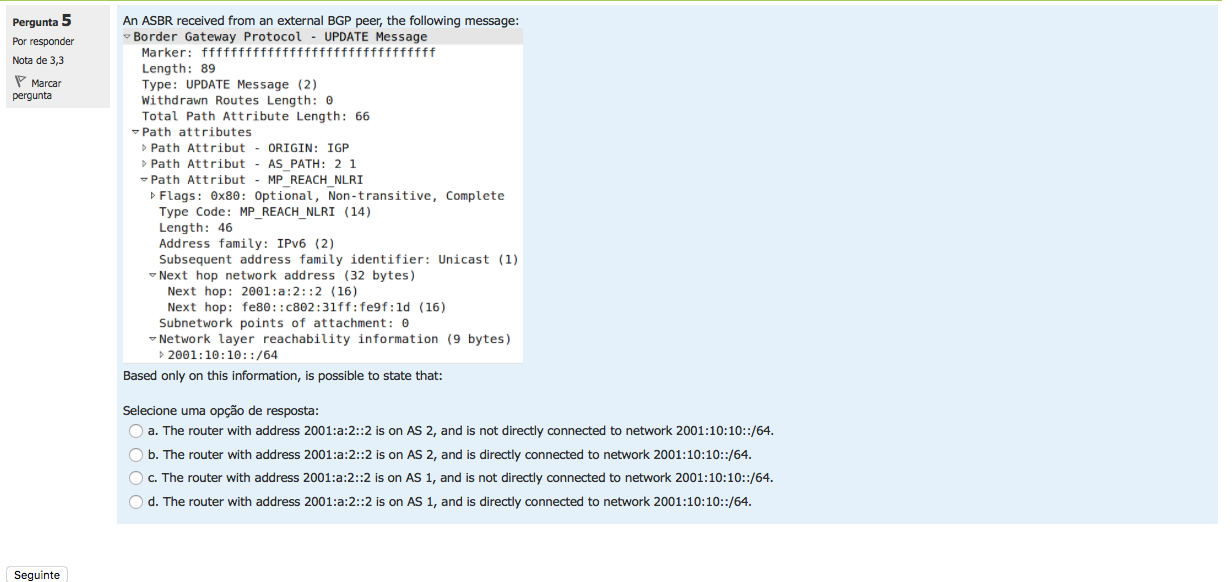 Pergunta 5
Por responder
Nota de 3,3
Marcar
pergunta
An ASBR received from an external BGP peer, the following message:
Border Gateway Protocol - UPDATE Message
Marker: ffffffffffffffffffffffffffffffff
Length: 89
Type: UPDATE Message (2)
Withdrawn Routes Length: 0
Total Path Attribute Length: 66
Path attributes
Path Attribut - ORIGIN: IGP
Path Attribut - AS_PATH: 2 1
Path Attribut - MP_REACH_NLRI
Flags: 0x80: Optional, Non-transitive, Complete
Type Code: MP_REACH_NLRI (14)
Length: 46
Address family: IPv6 (2)
Subsequent address family identifier: Unicast (1)
Next hop network address (32 bytes)
Next hop: 2001:a:2::2 (16)
Next hop: fe80::c802:31ff:fe9f:1d (16)
Subnetwork points of attachment: 0
Network layer reachability information (9 bytes)
2001:10:10::/64
Based only on this information, is possible to state that:
Selecione uma opção de resposta:
a. The router with address 2001:a:2::2 is on AS 2, and is not directly connected to network 2001:10:10::/64.
b. The router with address 2001:a:2::2 is on AS 2, and is directly connected to network 2001:10:10::/64.
c. The router with address 2001:a:2::2 is on AS 1, and is not directly connected to network 2001:10:10::/64.
d. The router with address 2001:a:2::2 is on AS 1, and is directly connected to network 2001:10:10::/64.
Seguinte